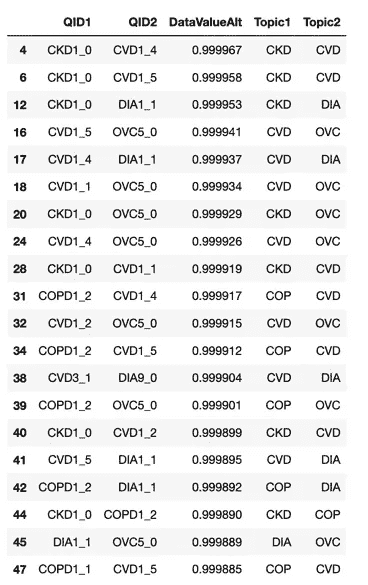 QID1 QID2 DataValueAlt Topic1 Topic2
4 CKD1_0 CVD1_4 0.999967 CKD CVD
6 CKD1_0 CVD1_5 0.999958 CKD CVD
12 CKD1_0 DIA1_1 0.999953 CKD DIA
16 CVD1_5 OVC5_0 0.999941 CVD OVC
17 CVD1_4 DIA1_1 0.999937 CVD DIA
18 CVD1_1 OVC5_0 0.999934 CVD OVC
20 CKD1_0 OVC5_0 0.999929 CKD OVC
24 CVD1_4 OVC5_0 0.999926 CVD OVC
28 CKD1_0 CVD1_1 0.999919 CKD CVD
31 COPD1_2 CVD1_4 0.999917 COP CVD
32 CVD1_2 OVC5_0 0.999915 CVD OVC
34 COPD1_2 CVD1_5 0.999912 COP CVD
38 CVD3_1 DIA9_0 0.999904 CVD DIA
39 COPD1_2 OVC5_0 0.999901 COP OVC
40 CKD1_0 CVD1_2 0.999899 CKD CVD
41 CVD1_5 DIA1_1 0.999895 CVD DIA
42 COPD1_2 DIA1_1 0.999892 COP DIA
44 CKD1_0 COPD1_2 0.999890 CKD COP
45 DIA1_1 OVC5_0 0.999889 DIA OVC
47 COPD1_1 CVD1_5 0.999885 COP CVD